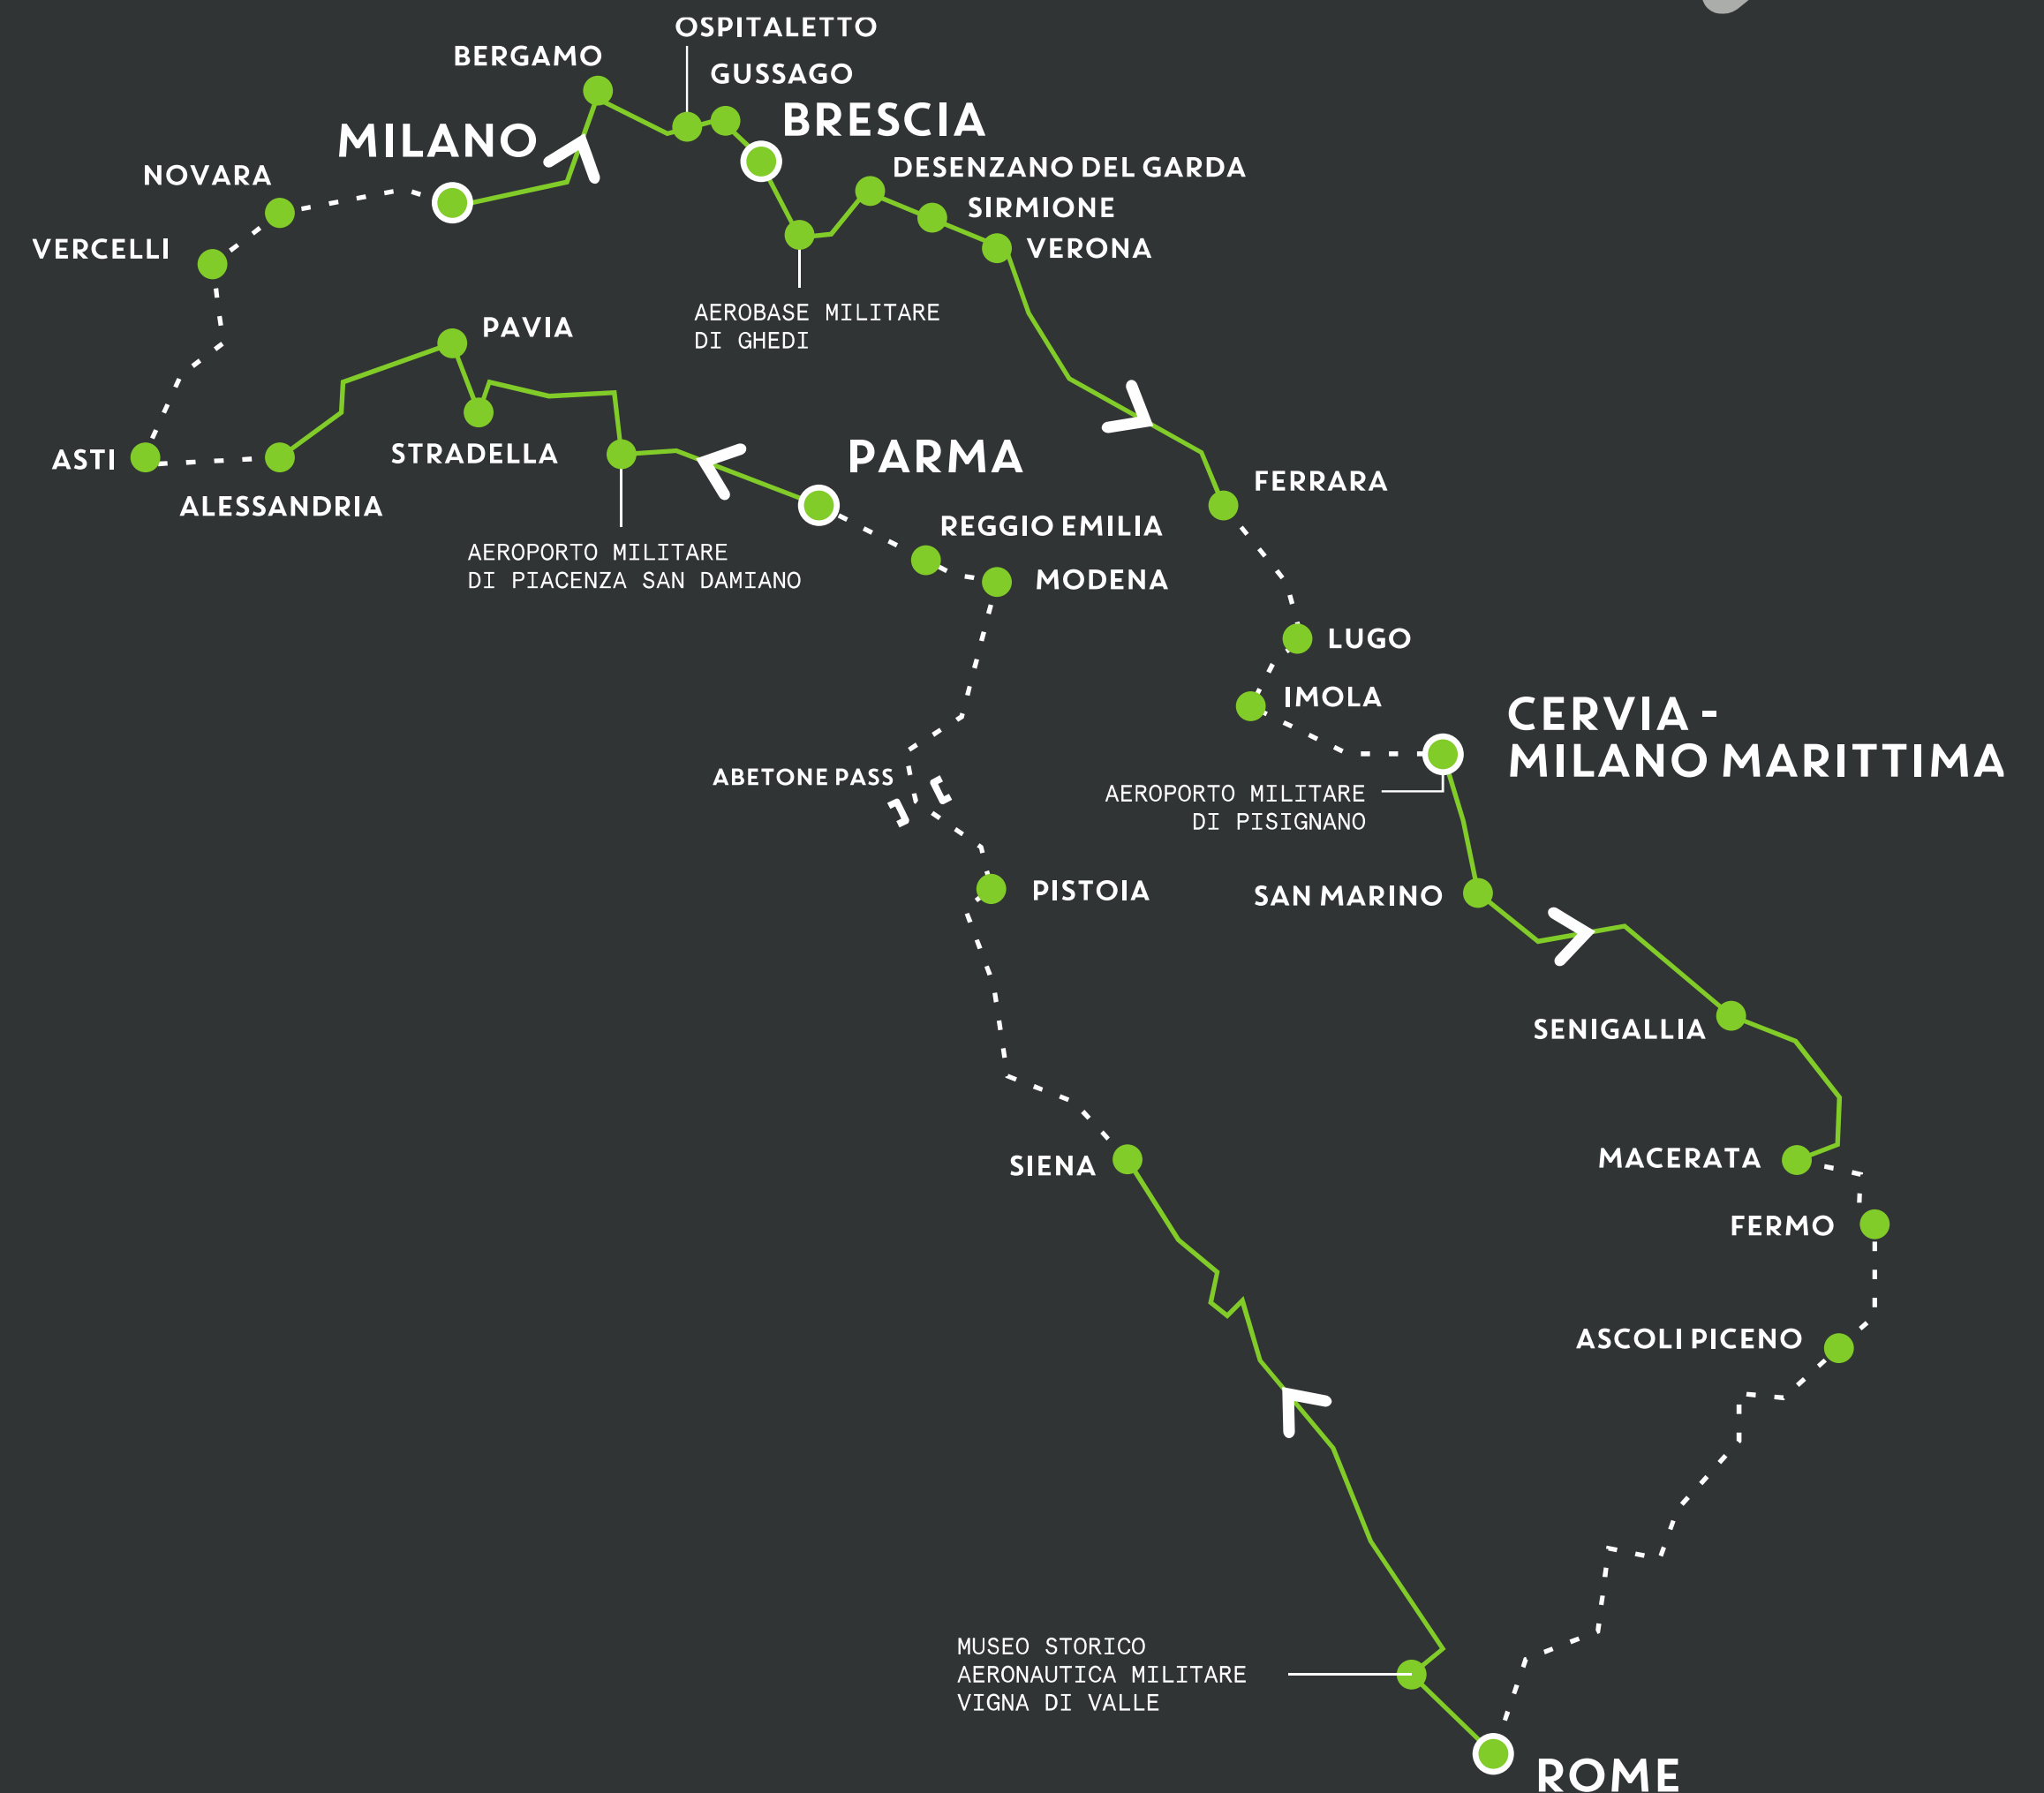 OSPITALETTO
BERGAMO
GUSSAGO
BRESCIA
MILANO
DESENZANO DEL GARDA
NOVARA
SIRMIONE
VERCELLI
VERONA
AEROBASE MILITARE
DI GHEDI
PAVIA
PARMA
STRADELLA
ASTI
FERRARA
ALESSANDRIA
REGGIO EMILIA
AEROPORTO MILITARE
DI PIACENZA SAN DAMIANO
MODENA
LUGO
IMOLA
CERVIA -
MILANO MARITTIMA
ABETONE PASS
AEROPORTO MILITARE
DI PISIGNANO
PISTOIA
SAN MARINO
SENIGALLIA
MACERATA
SIENA
FERMO
ASCOLI PICENO
MUSEO STORICO
AERONAUTICA MILITARE
VIGNA DI VALLE
ROME